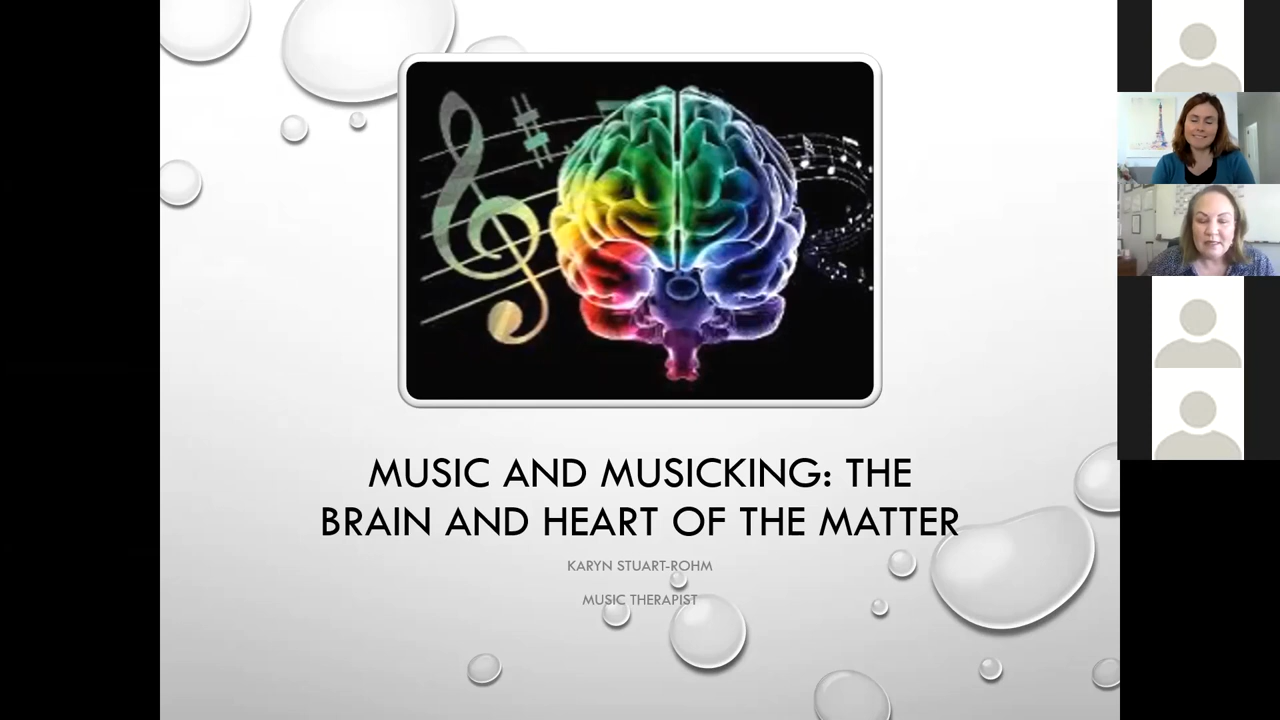 MUSIC AND MUSICKING: THE
BRAIN AND HEART OF THE MATTER
KARYN STUART-ROHM
MUSIC THERAPIST